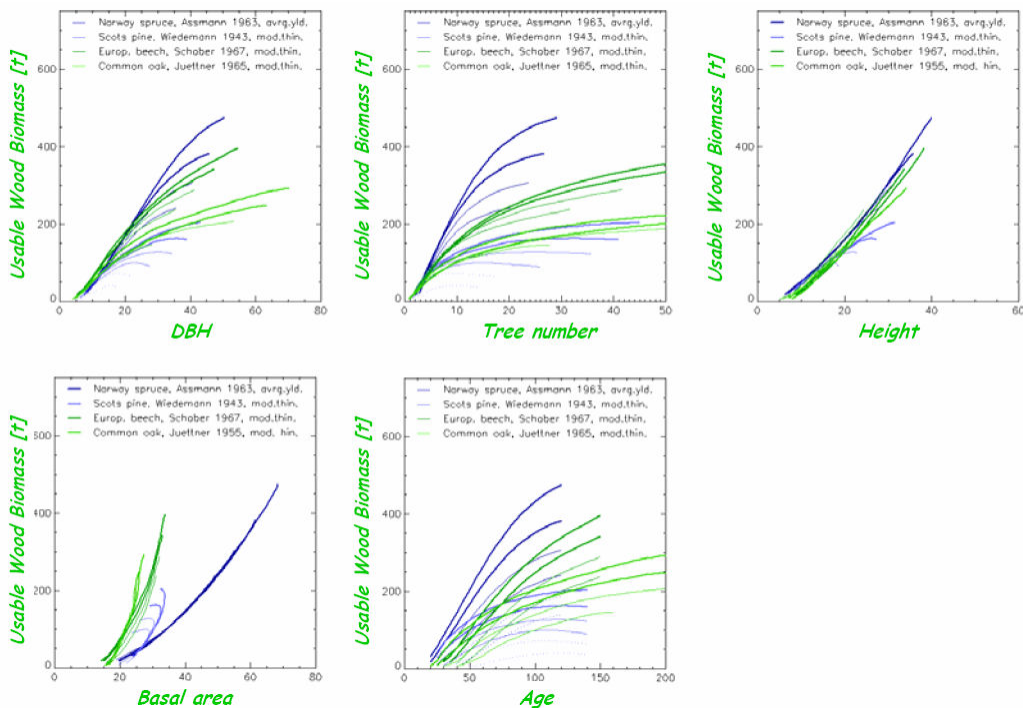 Norway spruce, Assmann 1963, avrg.yld.
Scots pine, Wiedemann 1943, mod.thin.
Europ. beech, Schober 1967, mod.thin.
Common oak, Juettner 1965, mod.thin.
Usable Wood Biomass [t]
600
400
200
0
0 20 40 60 80
DBH
Norway spruce, Assmann 1963, avrg.yld.
Scots pine, Wiedemann 1943, mod.thin.
Europ. beech, Schober 1967, mod.thin.
Common oak, Juettner 1965, mod.thin.
Usable Wood Biomass [t]
600
400
200
0
0 10 20 30 40 50
Tree number
Norway spruce, Assmann 1963, avrg.yld.
Scots pine, Wiedemann 1943, mod.thin.
Europ. beech, Schober 1967, mod.thin.
Common oak, Juettner 1955, mod. hin.
Usable Wood Biomass [t]
600
400
200
0
0 20 40 60
Height
Norway spruce, Assmann 1963, avrg.yld.
Scots pine, Wiedemann 1943, mod.thin.
Europ. beech, Schober 1967, mod.thin.
Common oak, Juettner 1955, mod. hin.
Usable Wood Biomass [t]
400
200
0
0 20 40 60 80
Basal area
Norway spruce, Assmann 1963, avrg.yld.
Scots pine, Wiedemann 1943, mod.thin.
Europ. beech, Schober 1967, mod.thin.
Common oak, Juettner 1965, mod.thin.
Usable Wood Biomass [t]
600
400
200
0
0 50 100 150 200
Age